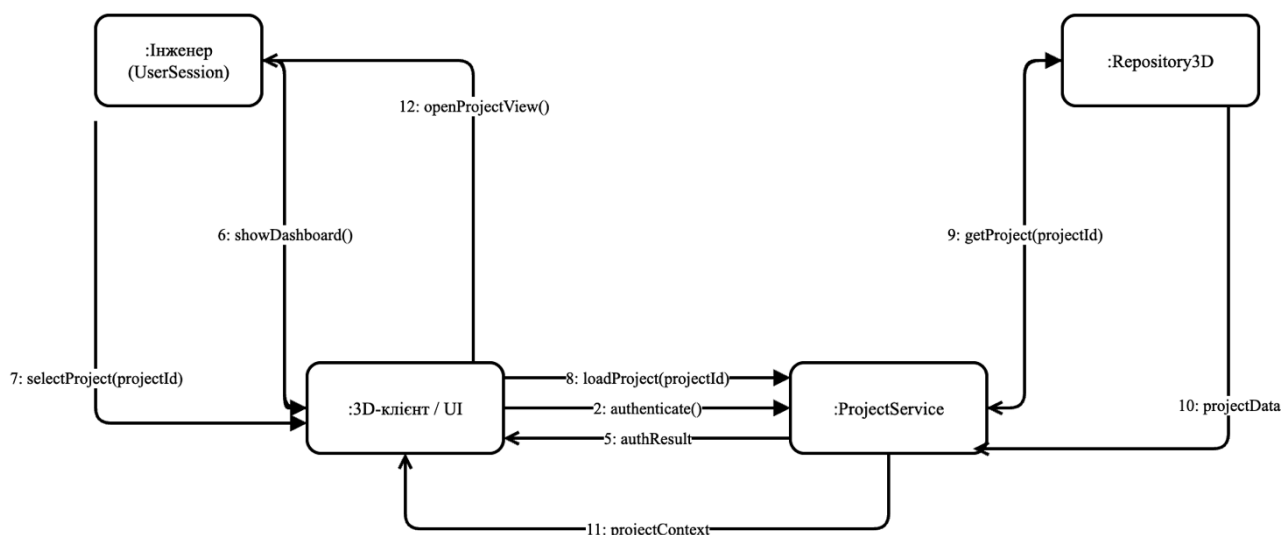 :Інженер
(UserSession)
:Repository3D
12: openProjectView()
6: showDashboard()
9: getProject(projectId)
7: selectProject(projectId)
8: loadProject(projectId)
:3D-клієнт / UI
2: authenticate()
:ProjectService
10: projectData
5: authResult
11: projectContext